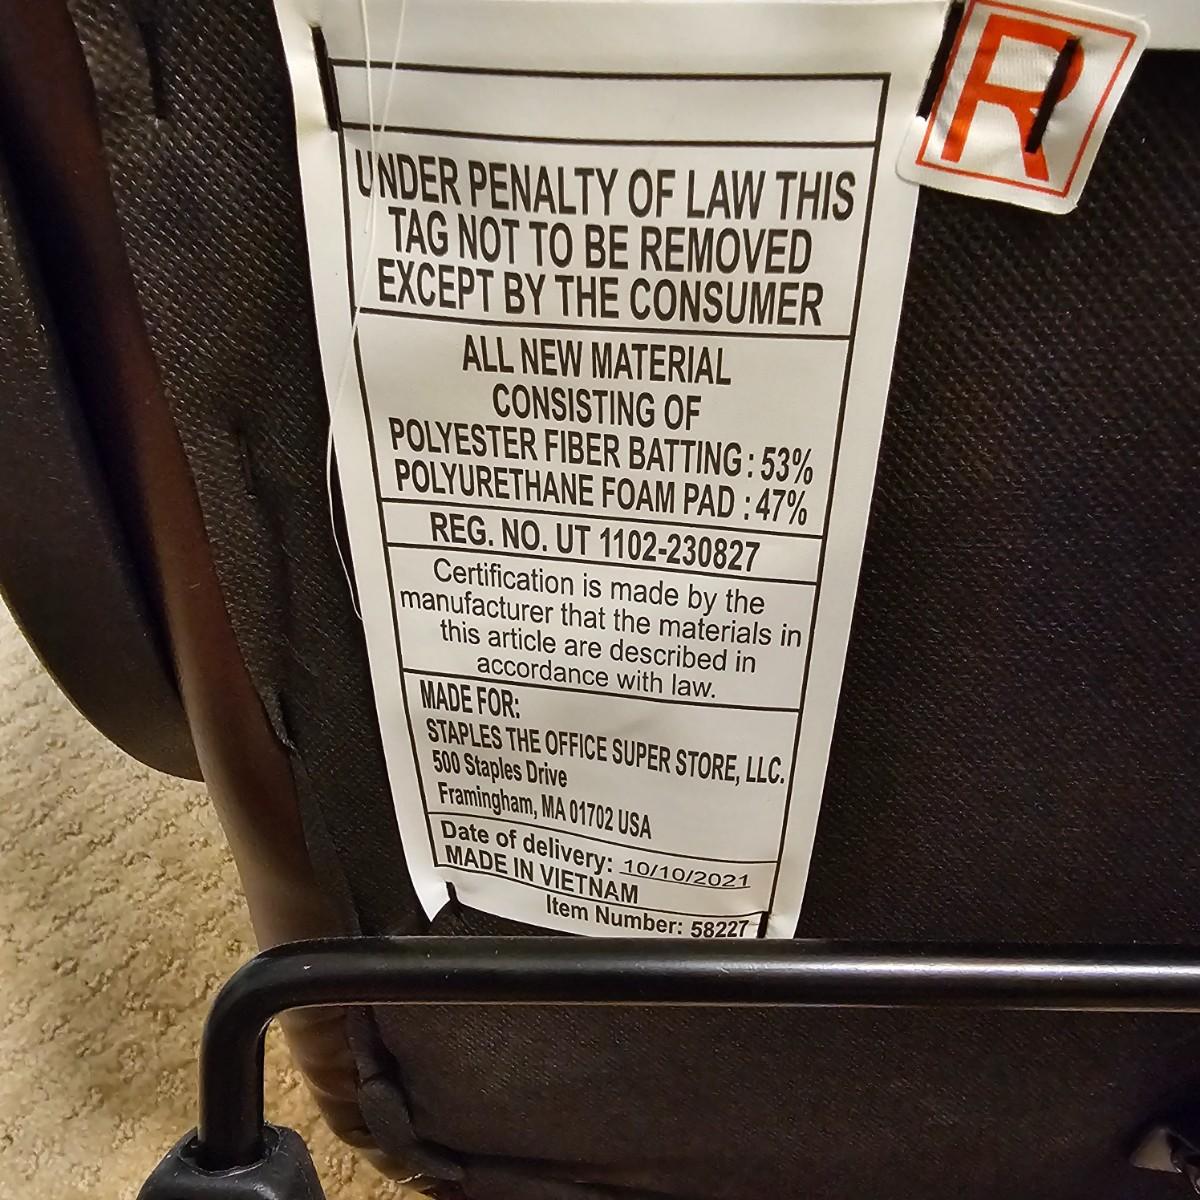 R
UNDER PENALTY OF LAW THIS
TAG NOT TO BE REMOVED
EXCEPT BY THE CONSUMER
ALL NEW MATERIAL
CONSISTING OF
POLYESTER FIBER BATTING : 53%
POLYURETHANE FOAM PAD : 47%
REG. NO. UT 1102-230827
Certification is made by the
manufacturer that the materials in
this article are described in
accordance with law.
MADE FOR:
STAPLES THE OFFICE SUPER STORE, LLC.
500 Staples Drive
Framingham, MA 01702 USA
Date of delivery: 10/10/2021
MADE IN VIETNAM
Item Number: 58227